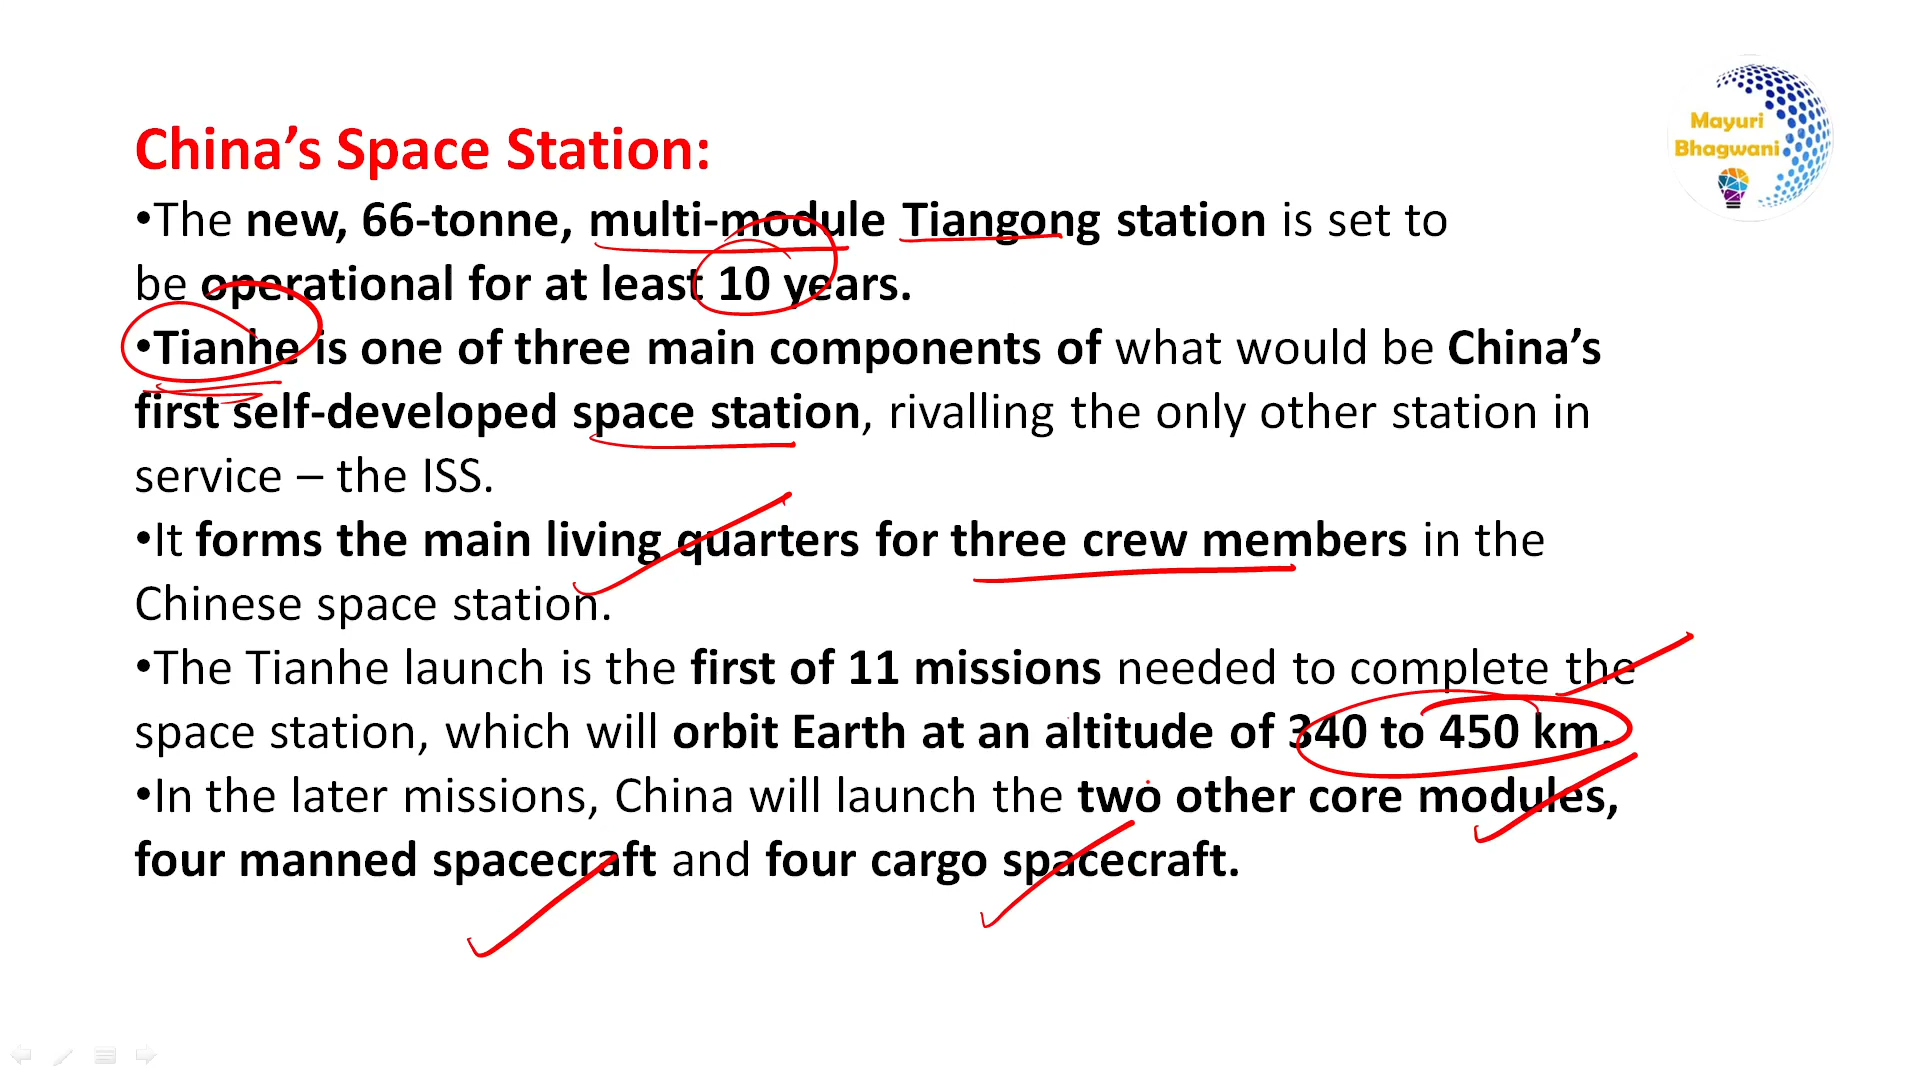 China’s Space Station:
Mayuri
Bhagwani
•The new, 66-tonne, multi-module Tiangong station is set to
be operational for at least 10 years.
•Tianhe is one of three main components of what would be China’s
first self-developed space station, rivalling the only other station in
service – the ISS.
•It forms the main living quarters for three crew members in the
Chinese space station.
•The Tianhe launch is the first of 11 missions needed to complete the
space station, which will orbit Earth at an altitude of 340 to 450 km.
•In the later missions, China will launch the two other core modules,
four manned spacecraft and four cargo spacecraft.